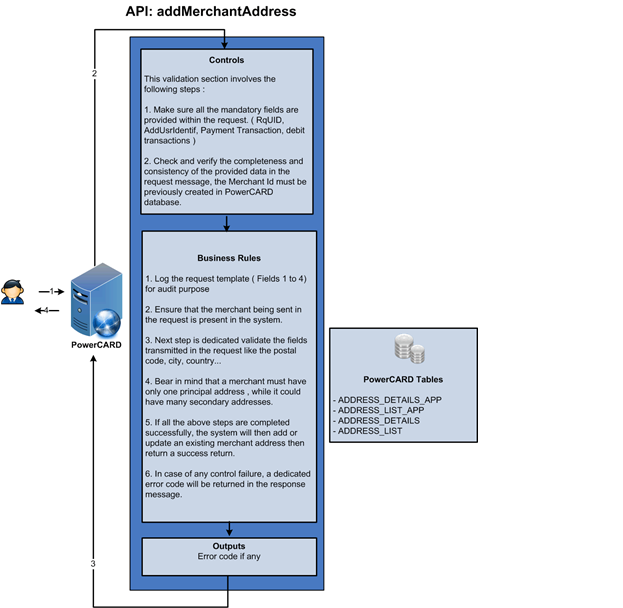 API: addMerchantAddress
2
Controls
This validation section involves the
following steps :
1. Make sure all the mandatory fields are
provided within the request. ( RqUID,
AddUsrIdentif, Payment Transaction, debit
transactions )
2. Check and verify the completeness and
consistency of the provided data in the
request message, the Merchant Id must be
previously created in PowerCARD
database.
Business Rules
1. Log the request template ( Fields 1 to 4)
for audit purpose
2. Ensure that the merchant being sent in
the request is present in the system.
3. Next step is dedicated validate the fields
transmitted in the request like the postal
code, city, country...
4. Bear in mind that a merchant must have
only one principal address , while it could
have many secondary addresses.
5. If all the above steps are completed
successfully, the system will then add or
update an existing merchant address then
return a success return.
6. In case of any control failure, a dedicated
error code will be returned in the response
message.
1
4
PowerCARD
PowerCARD Tables
- ADDRESS_DETAILS_APP
- ADDRESS_LIST_APP
- ADDRESS_DETAILS
- ADDRESS_LIST
Outputs
Error code if any
3